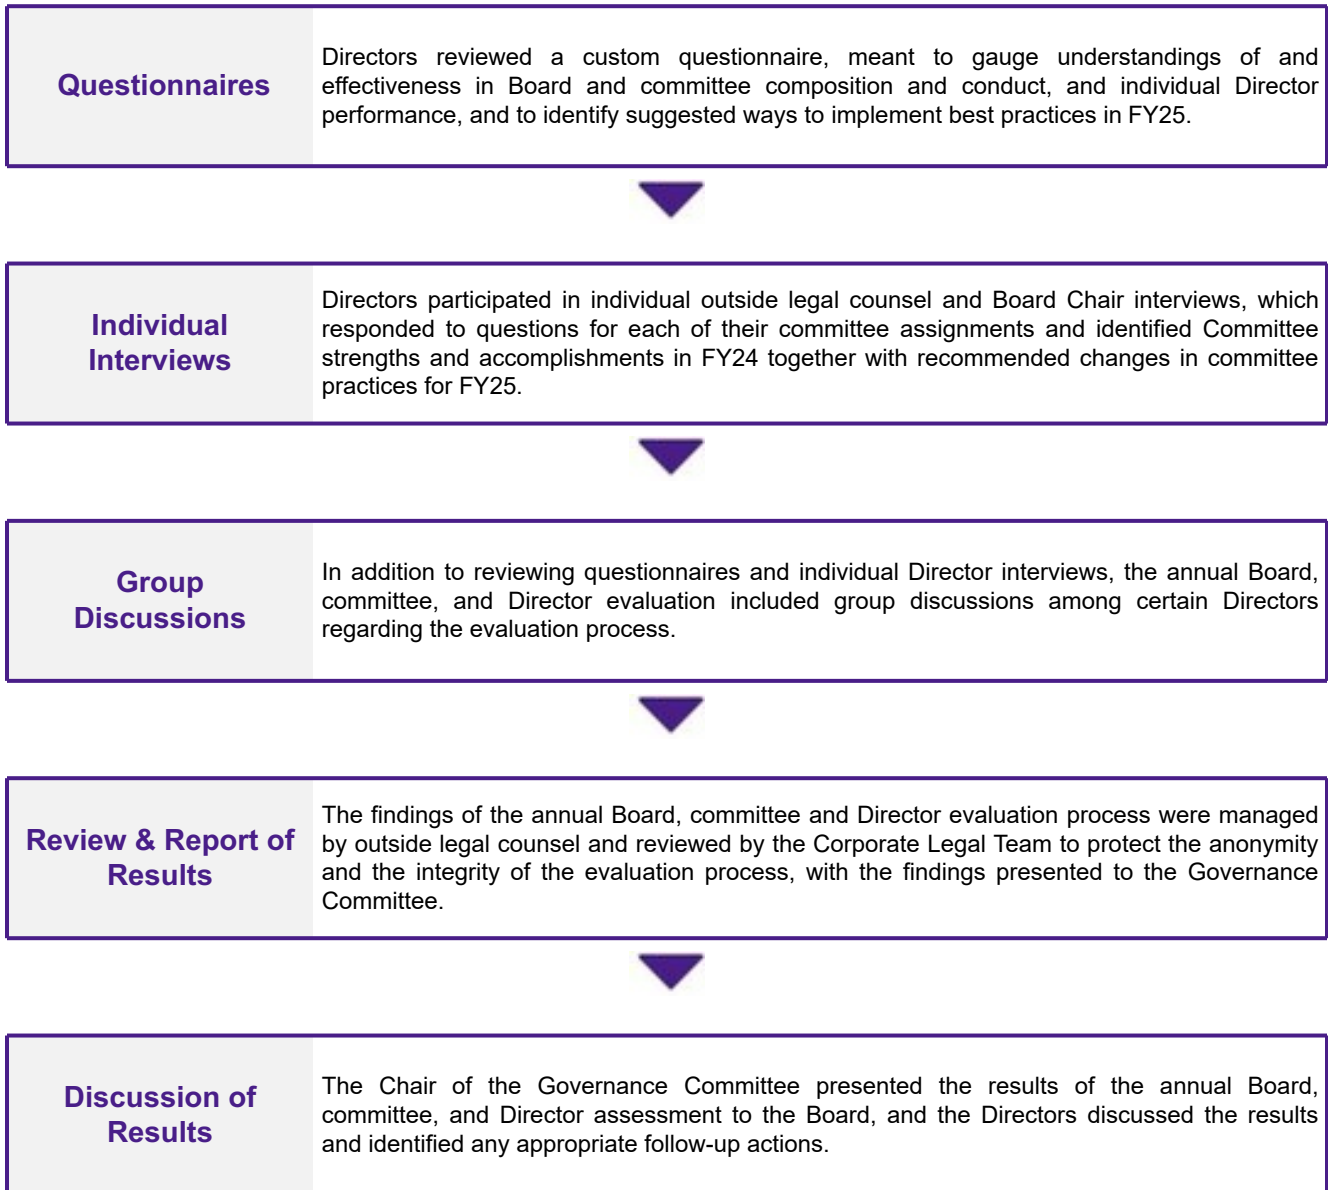 Questionnaires
Directors reviewed a custom questionnaire, meant to gauge understandings of and
effectiveness in Board and committee composition and conduct, and individual Director
performance, and to identify suggested ways to implement best practices in FY25.
Individual
Interviews
Directors participated in individual outside legal counsel and Board Chair interviews, which
responded to questions for each of their committee assignments and identified Committee
strengths and accomplishments in FY24 together with recommended changes in committee
practices for FY25.
Group
Discussions
In addition to reviewing questionnaires and individual Director interviews, the annual Board,
committee, and Director evaluation included group discussions among certain Directors
regarding the evaluation process.
Review & Report of
Results
The findings of the annual Board, committee and Director evaluation process were managed
by outside legal counsel and reviewed by the Corporate Legal Team to protect the anonymity
and the integrity of the evaluation process, with the findings presented to the Governance
Committee.
Discussion of
Results
The Chair of the Governance Committee presented the results of the annual Board,
committee, and Director assessment to the Board, and the Directors discussed the results
and identified any appropriate follow-up actions.